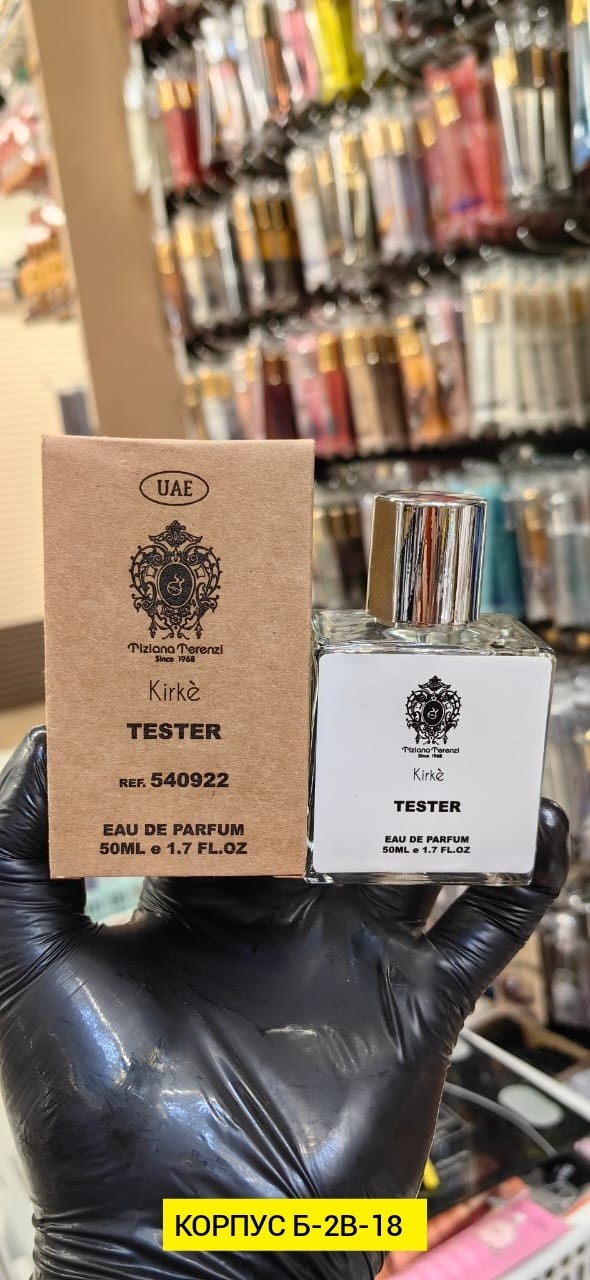 UAE
Tiziana Terenzi
Since 1968
Kirkè
TESTER
REF. 540922
EAU DE PARFUM
50ML e 1.7 FL.OZ
Tiziana Terenzi
Since 1968
Kirkè
TESTER
EAU DE PARFUM
50ML e 1.7 FL.OZ
КОРПУС Б-2В-18